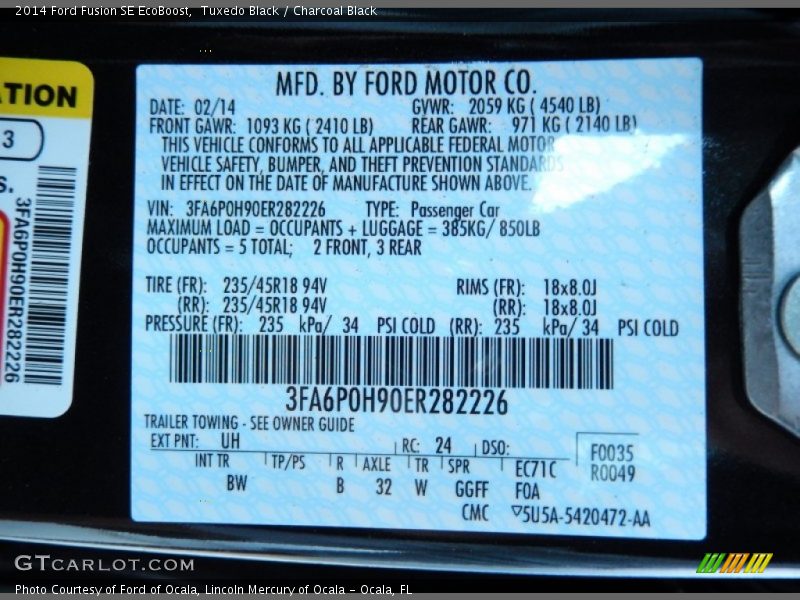 2014 Ford Fusion SE EcoBoost, Tuxedo Black / Charcoal Black
MFD. BY FORD MOTOR CO.
DATE: 02/14 GVWR: 2059 KG ( 4540 LB)
FRONT GAWR: 1093 KG ( 2410 LB) REAR GAWR: 971 KG ( 2140 LB)
THIS VEHICLE CONFORMS TO ALL APPLICABLE FEDERAL MOTOR
VEHICLE SAFETY, BUMPER, AND THEFT PREVENTION STANDARDS
IN EFFECT ON THE DATE OF MANUFACTURE SHOWN ABOVE.
VIN: 3FA6P0H90ER282226 TYPE: Passenger Car
MAXIMUM LOAD = OCCUPANTS + LUGGAGE = 385KG/ 850LB
OCCUPANTS = 5 TOTAL; 2 FRONT, 3 REAR
TIRE (FR): 235/45R18 94V RIMS (FR): 18x8.0J
(RR): 235/45R18 94V (RR): 18x8.0J
PRESSURE (FR): 235 kPa/ 34 PSI COLD (RR): 235 kPa/ 34 PSI COLD
3FA6P0H90ER282226
TRAILER TOWING - SEE OWNER GUIDE
EXT PNT: UH RC: 24 DSO: F0035
R0049
INT TR TP/PS R AXLE TR SPR EC71C
BW B 32 W GGFF FOA
CMC ▽5U5A-5420472-AA
ATION
3
S.
3FA6P0H90ER282226
GTCARLOT.COM
Photo Courtesy of Ford of Ocala, Lincoln Mercury of Ocala - Ocala, FL